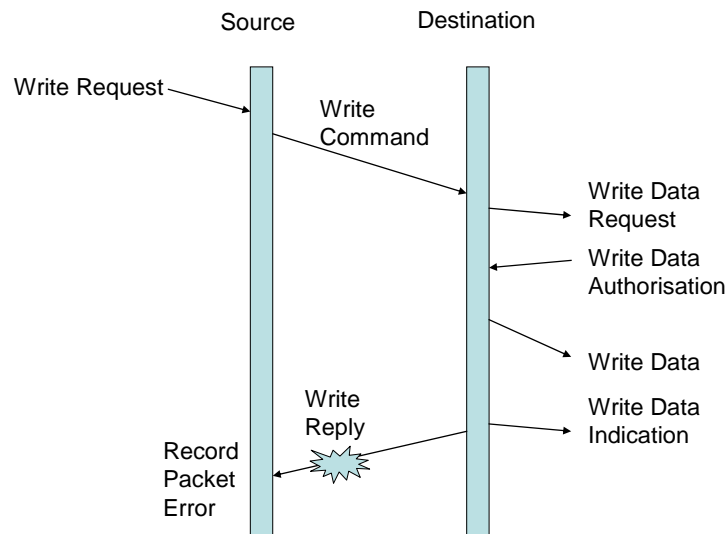 Source
Destination
Write Request
Write
Command
Write Data
Request
Write Data
Authorisation
Write Data
Write Data
Indication
Write
Reply
Record
Packet
Error